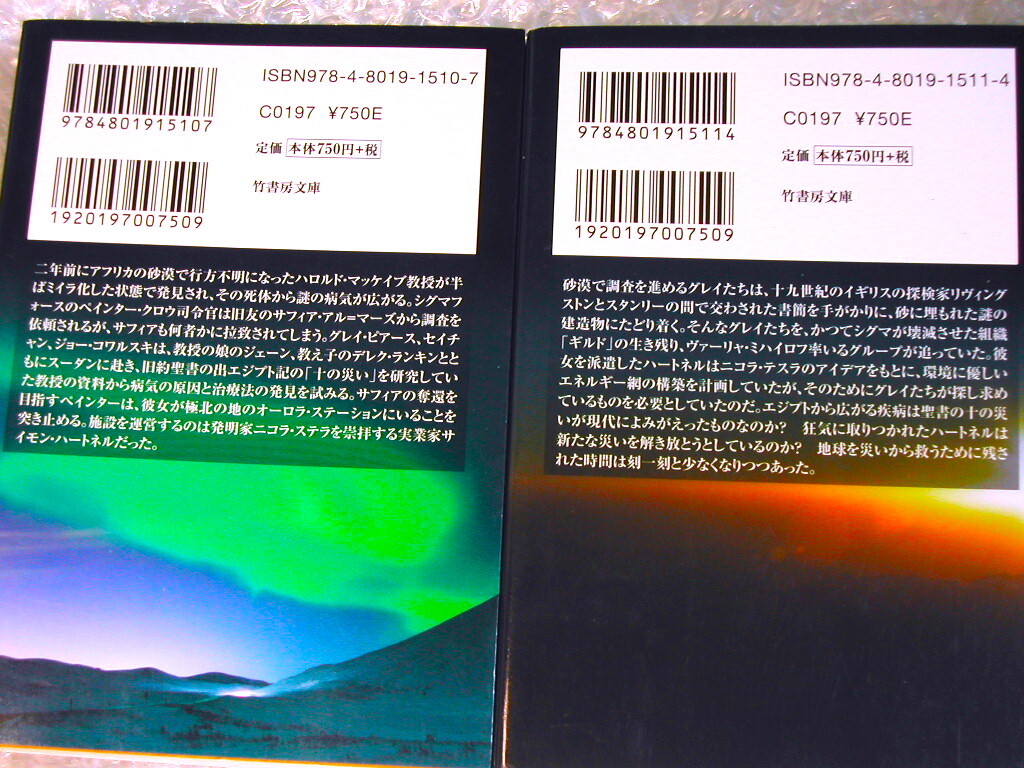 ISBN978-4-8019-1510-7
9784801915107
C0197 ¥750E
定価 本体750円+税
1920197007509
竹書房文庫
二年前にアフリカの砂漠で行方不明になったハロルド・マッケイブ教授が半
ばミイラ化した状態で発見され、その死体から謎の病気が広がる。シグマフ
ォースのペインター・クロウ司令官は旧友のサフィア・アル=マーズから調査を
依頼されるが、サフィアも何者かに拉致されてしまう。グレイ・ピアース、セイチ
ャン、ジョー・コワルスキは、教授の娘のジェーン、教え子のデレク・ランキンとと
もにスーダンに赴き、旧約聖書の出エジプト記の「十の災い」を研究してい
た教授の資料から病気の原因と治療法の発見を試みる。サフィアの奪還を
目指すペインターは、彼女が極北の地のオーロラ・ステーションにいることを
突き止める。施設を運営するのは発明家ニコラ・ステラを崇拝する実業家サ
イモン・ハートネルだった。
ISBN978-4-8019-1511-4
9784801915114
C0197 ¥750E
定価 本体750円+税
1920197007509
竹書房文庫
砂漠で調査を進めるグレイたちは、十九世紀のイギリスの探検家リヴィング
ストンとスタンリーの間で交わされた書簡を手がかりに、砂に埋もれた謎の
建造物にたどり着く。そんなグレイたちを、かつてシグマが壊滅させた組織
「ギルド」の生き残り、ヴァーリャ・ミハイロフ率いるグループが追っていた。彼
女を派遣したハートネルはニコラ・テスラのアイデアをもとに、環境に優しい
エネルギー網の構築を計画していたが、そのためにグレイたちが探し求め
ているものを必要としていたのだ。エジプトから広がる疾病は聖書の十の災
いが現代によみがえったものなのか? 狂気に取りつかれたハートネルは
新たな災いを解き放とうとしているのか? 地球を災いから救うために残さ
れた時間は刻一刻と少なくなりつつあった。